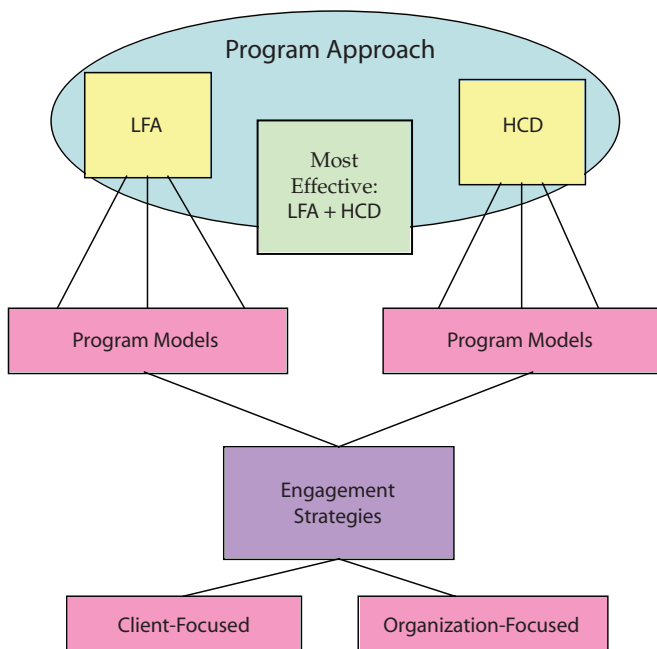 Program Approach
LFA
HCD
Most
Effective:
LFA + HCD
Program Models
Program Models
Engagement
Strategies
Client-Focused
Organization-Focused